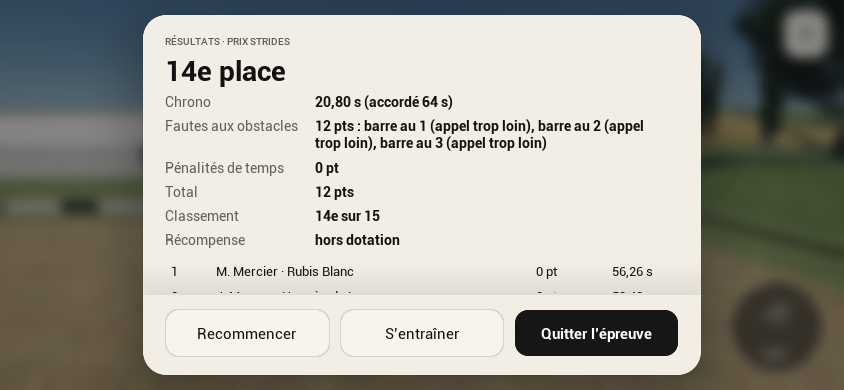 RÉSULTATS · PRIX STRIDES
14e place
Chrono 20,80 s (accordé 64 s)
Fautes aux obstacles 12 pts : barre au 1 (appel trop loin), barre au 2 (appel
trop loin), barre au 3 (appel trop loin)
Pénalités de temps 0 pt
Total 12 pts
Classement 14e sur 15
Récompense hors dotation
1 M. Mercier · Rubis Blanc 0 pt 56,26 s
Recommencer S'entraîner Quitter l'épreuve